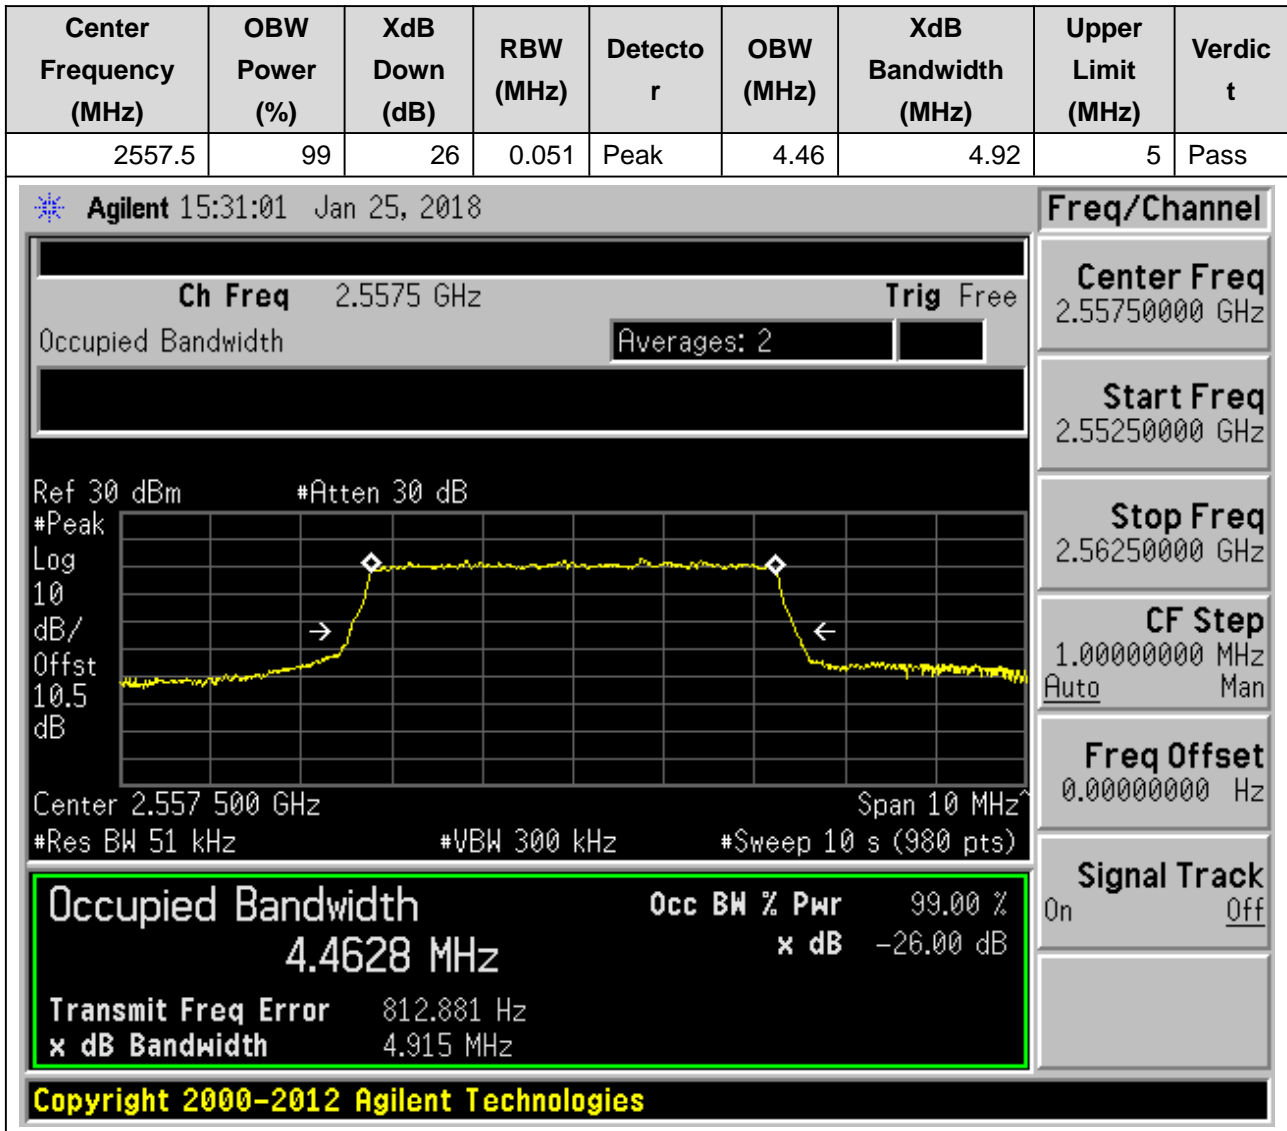 Center Frequency (MHz) OBW Power (%) XdB Down (dB) RBW (MHz) Detecto r OBW (MHz) XdB Bandwidth (MHz) Upper Limit (MHz) Verdic t
2557.5 99 26 0.051 Peak 4.46 4.92 5 Pass
Agilent 15:31:01 Jan 25, 2018
Freq/Channel
Ch Freq 2.5575 GHz Trig Free
Occupied Bandwidth Averages: 2
Center Freq
2.55750000 GHz
Start Freq
2.55250000 GHz
Stop Freq
2.56250000 GHz
CF Step
1.00000000 MHz
Auto Man
Freq Offset
0.00000000 Hz
Signal Track
On Off
Ref 30 dBm #Atten 30 dB
#Peak
Log
10
dB/
Offst
10.5
dB
Center 2.557 500 GHz Span 10 MHz^
#Res BW 51 kHz #VBW 300 kHz #Sweep 10 s (980 pts)
Occupied Bandwidth Occ BW % Pwr 99.00 %
4.4628 MHz x dB -26.00 dB
Transmit Freq Error 812.881 Hz
x dB Bandwidth 4.915 MHz
Copyright 2000-2012 Agilent Technologies